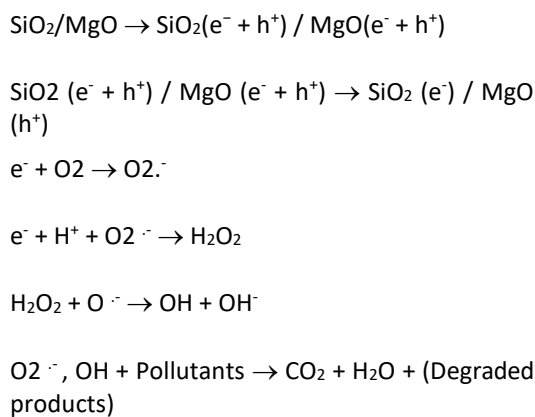 SiO₂/MgO → SiO₂(e⁻ + h⁺) / MgO(e⁻ + h⁺)
SiO2 (e⁻ + h⁺) / MgO (e⁻ + h⁺) → SiO₂ (e⁻) / MgO
(h⁺)
e⁻ + O2 → O2.⁻
e⁻ + H⁺ + O2 ·⁻ → H₂O₂
H₂O₂ + O ·⁻ → OH + OH⁻
O2 ·⁻, OH + Pollutants → CO₂ + H₂O + (Degraded
products)